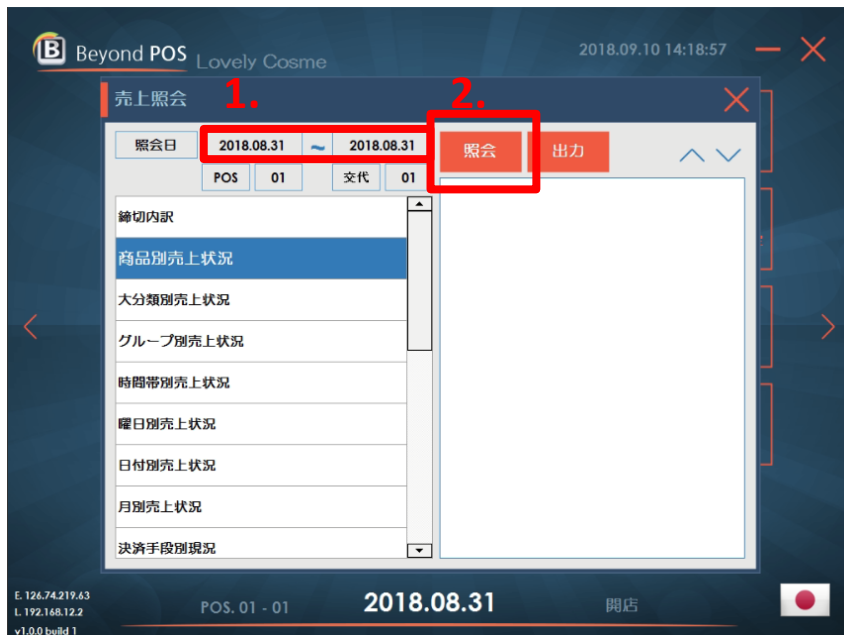 Beyond POS Lovely Cosme 2018.09.10 14:18:57
売上照会 1. 2.
照会日 2018.08.31 ~ 2018.08.31 照会 出力
POS 01 交代 01
締切内訳
商品別売上状況
大分類別売上状況
グループ別売上状況
時間帯別売上状況
曜日別売上状況
日付別売上状況
月別売上状況
決済手段別現況
E. 126.74.219.63
L. 192.168.12.2
v1.0.0 build 1
POS. 01 - 01 2018.08.31 開店